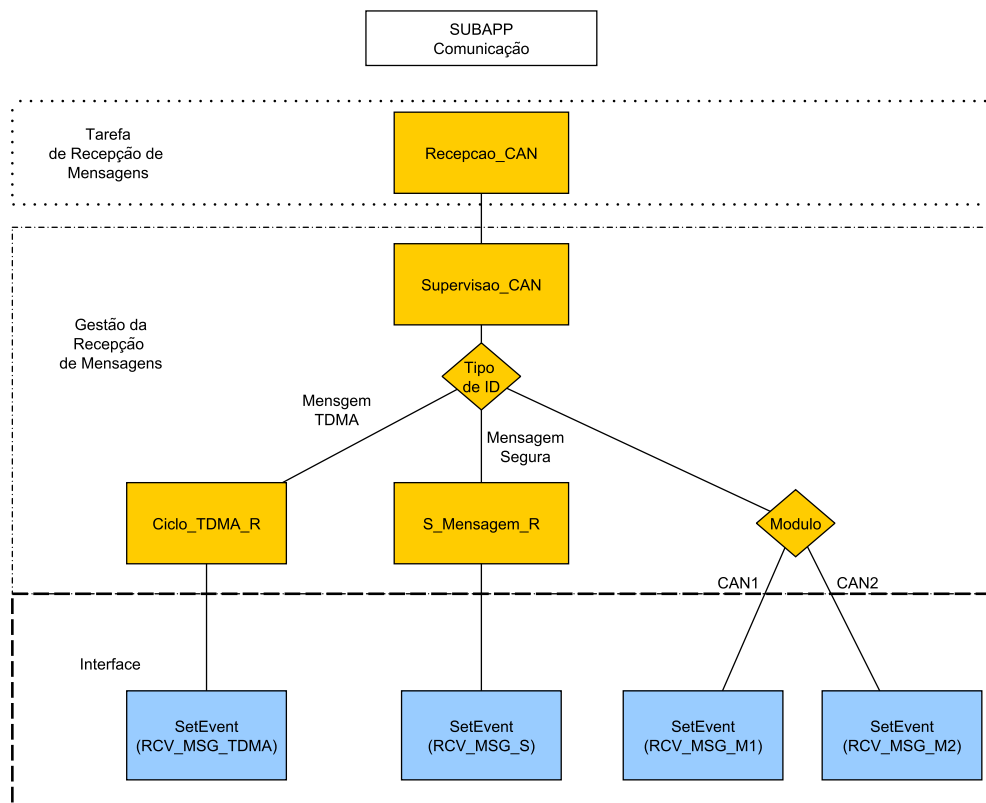 SUBAPP
Comunicação
Tarefa
de Recepção de
Mensagens
Recepcao_CAN
Supervisao_CAN
Gestão da
Recepção
de Mensagens
Tipo
de ID
Mensgem
TDMA
Mensagem
Segura
Ciclo_TDMA_R
S_Mensagem_R
Modulo
CAN1
CAN2
Interface
SetEvent
(RCV_MSG_TDMA)
SetEvent
(RCV_MSG_S)
SetEvent
(RCV_MSG_M1)
SetEvent
(RCV_MSG_M2)